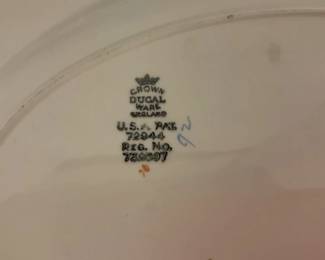 CROWN
DUCAL
WARE
ENGLAND
U.S.A. PAT.
72944
REG. No.